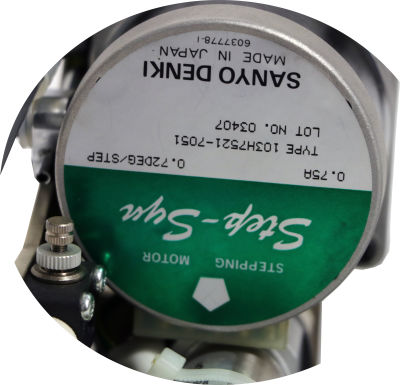 STEPPING MOTOR
Step-Syn
0.75A 0.72DEG/STEP
TYPE 103H7521-7051
LOT NO. 03407
SANYO DENKI
MADE IN JAPAN
6037778-1